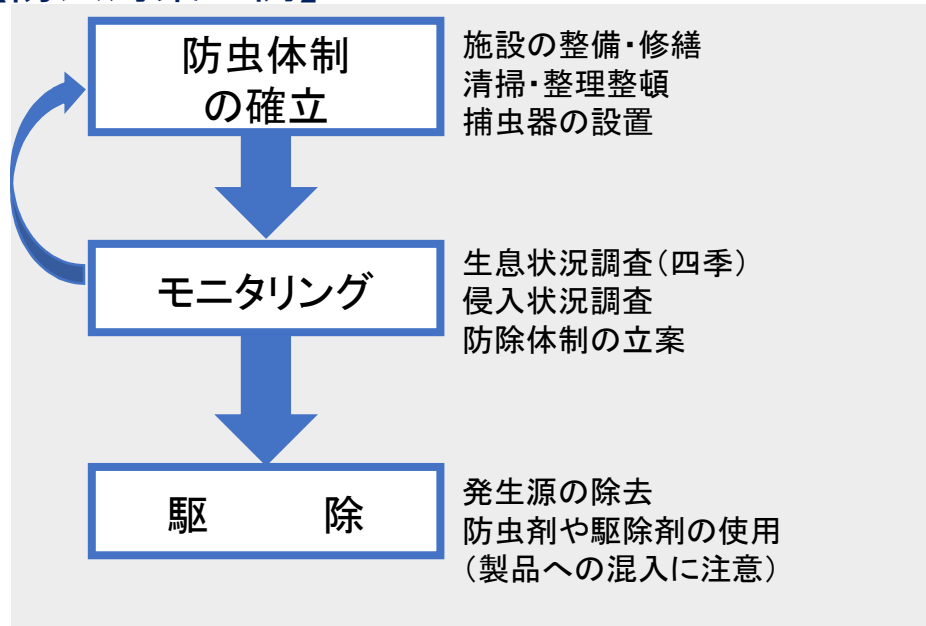 防虫体制
の確立
施設の整備・修繕
清掃・整理整頓
捕虫器の設置
モニタリング
生息状況調査(四季)
侵入状況調査
防除体制の立案
駆　　除
発生源の除去
防虫剤や駆除剤の使用
(製品への混入に注意)